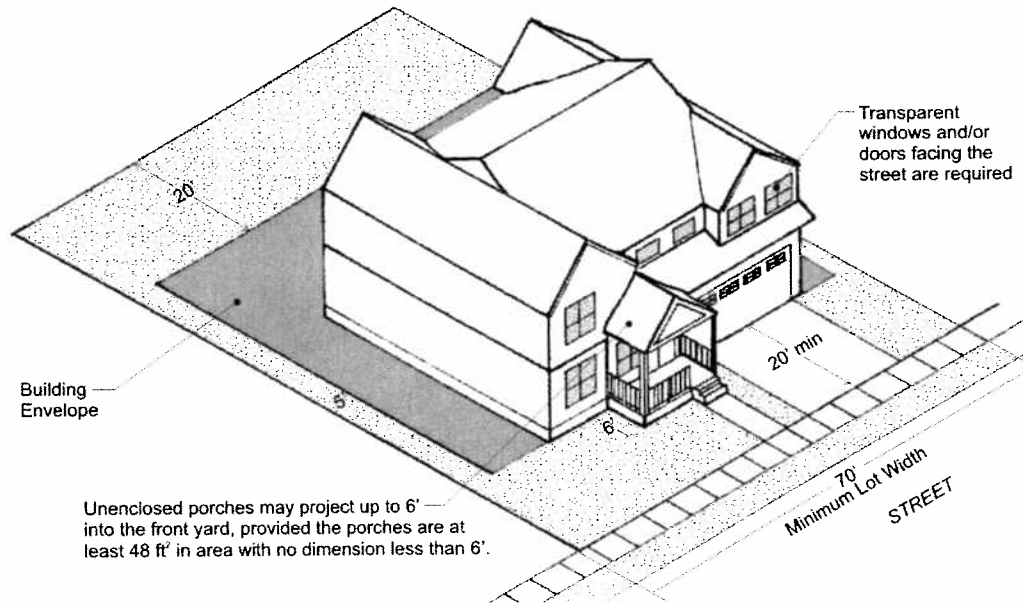 Transparent
windows and/or
doors facing the
street are required
20'
20' min
Building
Envelope
5'
6'
70'
Minimum Lot Width
STREET
Unenclosed porches may project up to 6'
into the front yard, provided the porches are at
least 48 ft² in area with no dimension less than 6'.